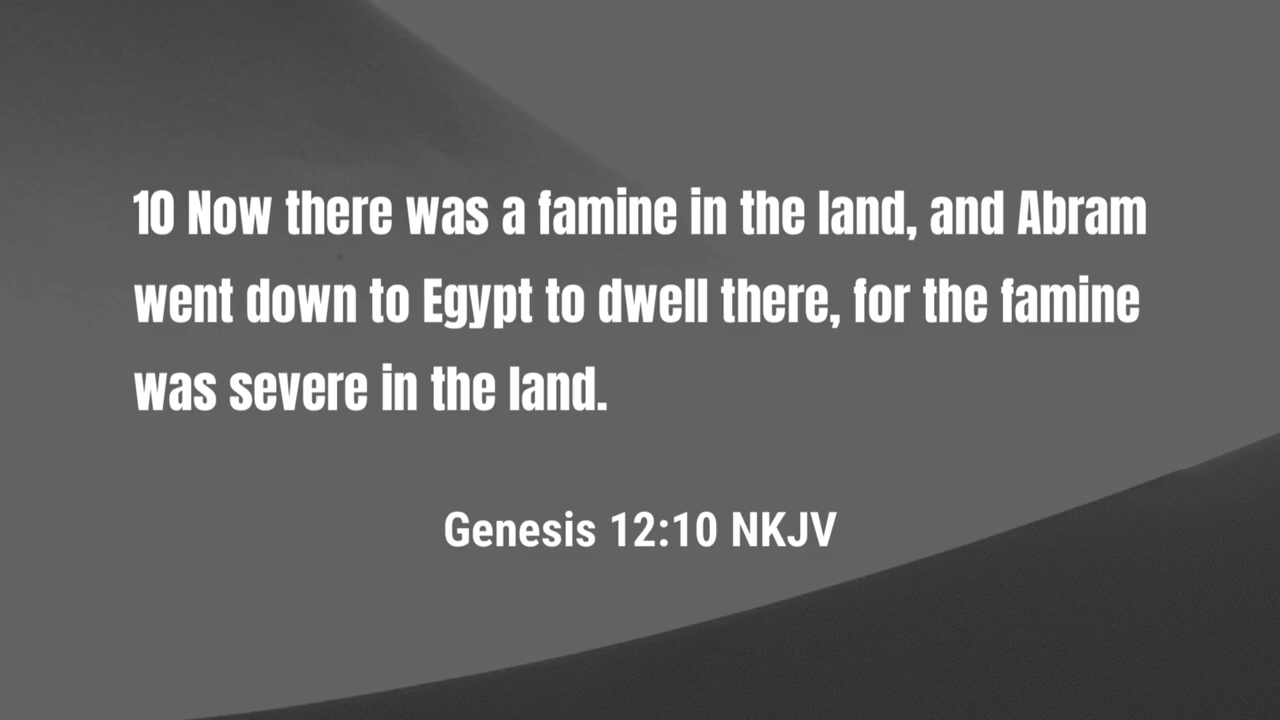 10 Now there was a famine in the land, and Abram
went down to Egypt to dwell there, for the famine
was severe in the land.
Genesis 12:10 NKJV